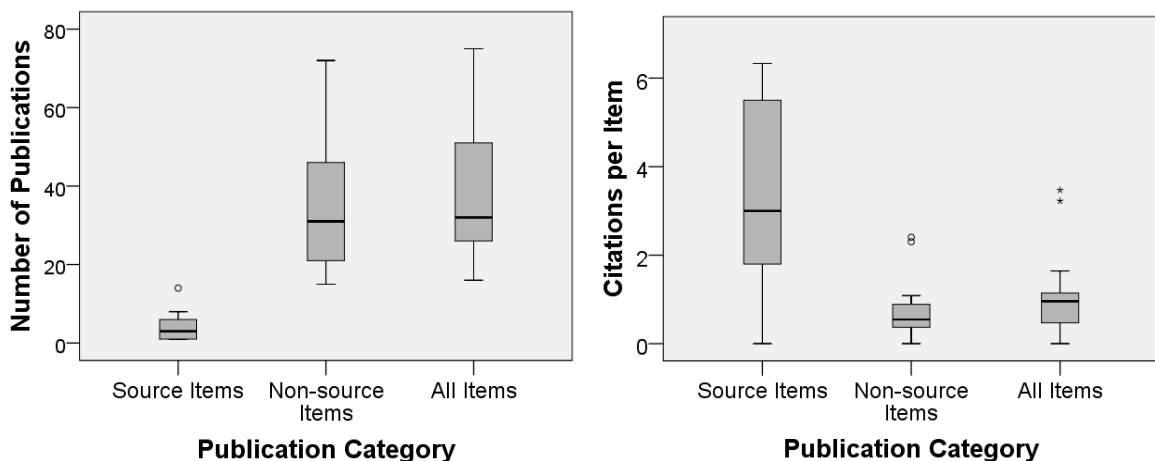 Number of Publications
80
60
40
20
0
Source Items
Non-source
Items
All Items
Publication Category
Citations per Item
6
4
2
0
Source Items
Non-source
Items
All Items
Publication Category